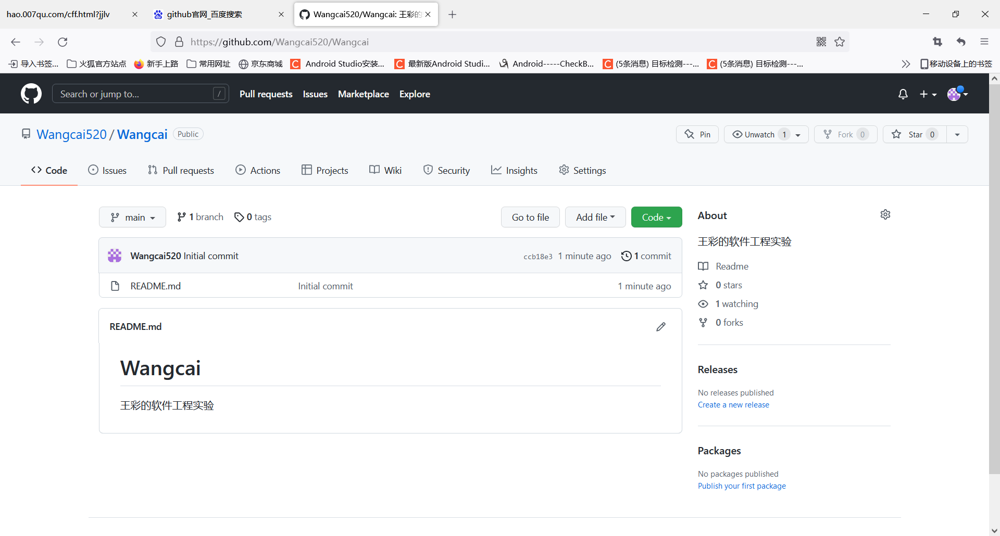 hao.007qu.com/cff.html?jjlv
github官网_百度搜索
Wangcai520/Wangcai: 王彩的
https://github.com/Wangcai520/Wangcai
导入书签... 火狐官方站点 新手上路 常用网址 京东商城 Android Studio安装... 最新版Android Studi... Android-----CheckB... (5条消息) 目标检测---... (5条消息) 目标检测---... 移动设备上的书签
Search or jump to... / Pull requests Issues Marketplace Explore
Wangcai520 / Wangcai Public Pin Unwatch 1 Fork 0 Star 0
Code Issues Pull requests Actions Projects Wiki Security Insights Settings
main 1 branch 0 tags Go to file Add file Code
Wangcai520 Initial commit ccb18e3 1 minute ago 1 commit
README.md Initial commit 1 minute ago
README.md
Wangcai
王彩的软件工程实验
About
王彩的软件工程实验
Readme
0 stars
1 watching
0 forks
Releases
No releases published
Create a new release
Packages
No packages published
Publish your first package